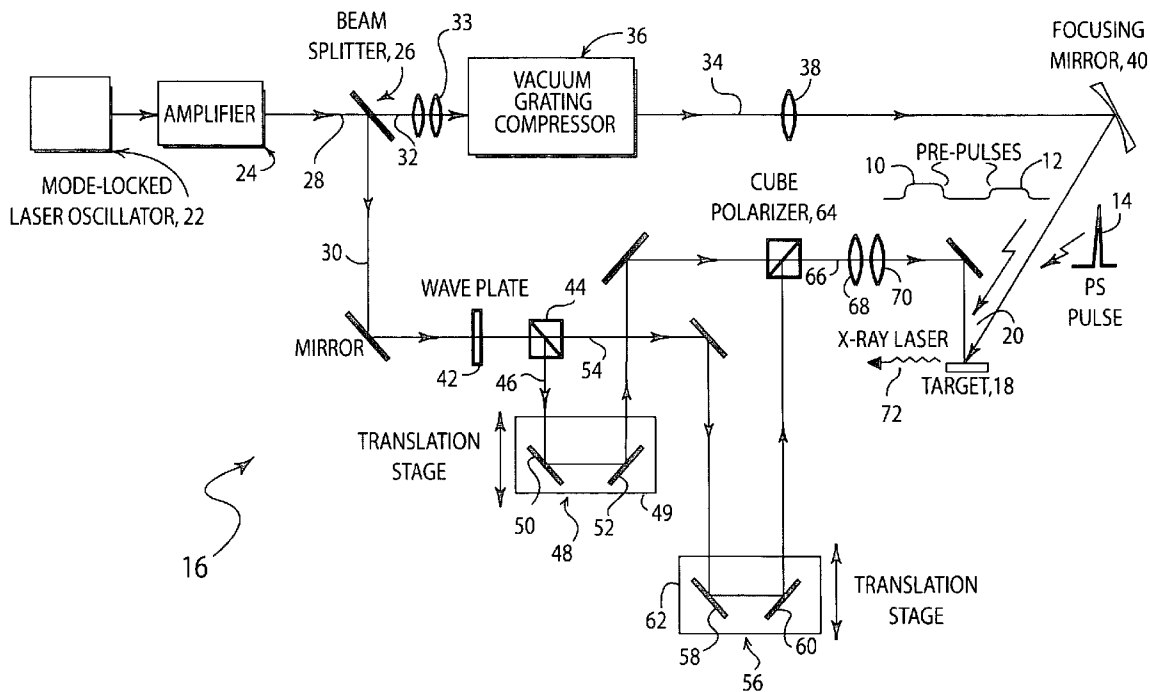 BEAM
SPLITTER, 26
33
36
FOCUSING
MIRROR, 40
AMPLIFIER
VACUUM
GRATING
COMPRESSOR
34
38
24
28
32
MODE-LOCKED
LASER OSCILLATOR, 22
10
PRE-PULSES
12
CUBE
POLARIZER, 64
14
30
WAVE PLATE
44
66
68
70
PS
PULSE
20
MIRROR
42
46
54
X-RAY LASER
72
TARGET,18
TRANSLATION
STAGE
50
52
49
48
16
62
TRANSLATION
STAGE
58
60
56